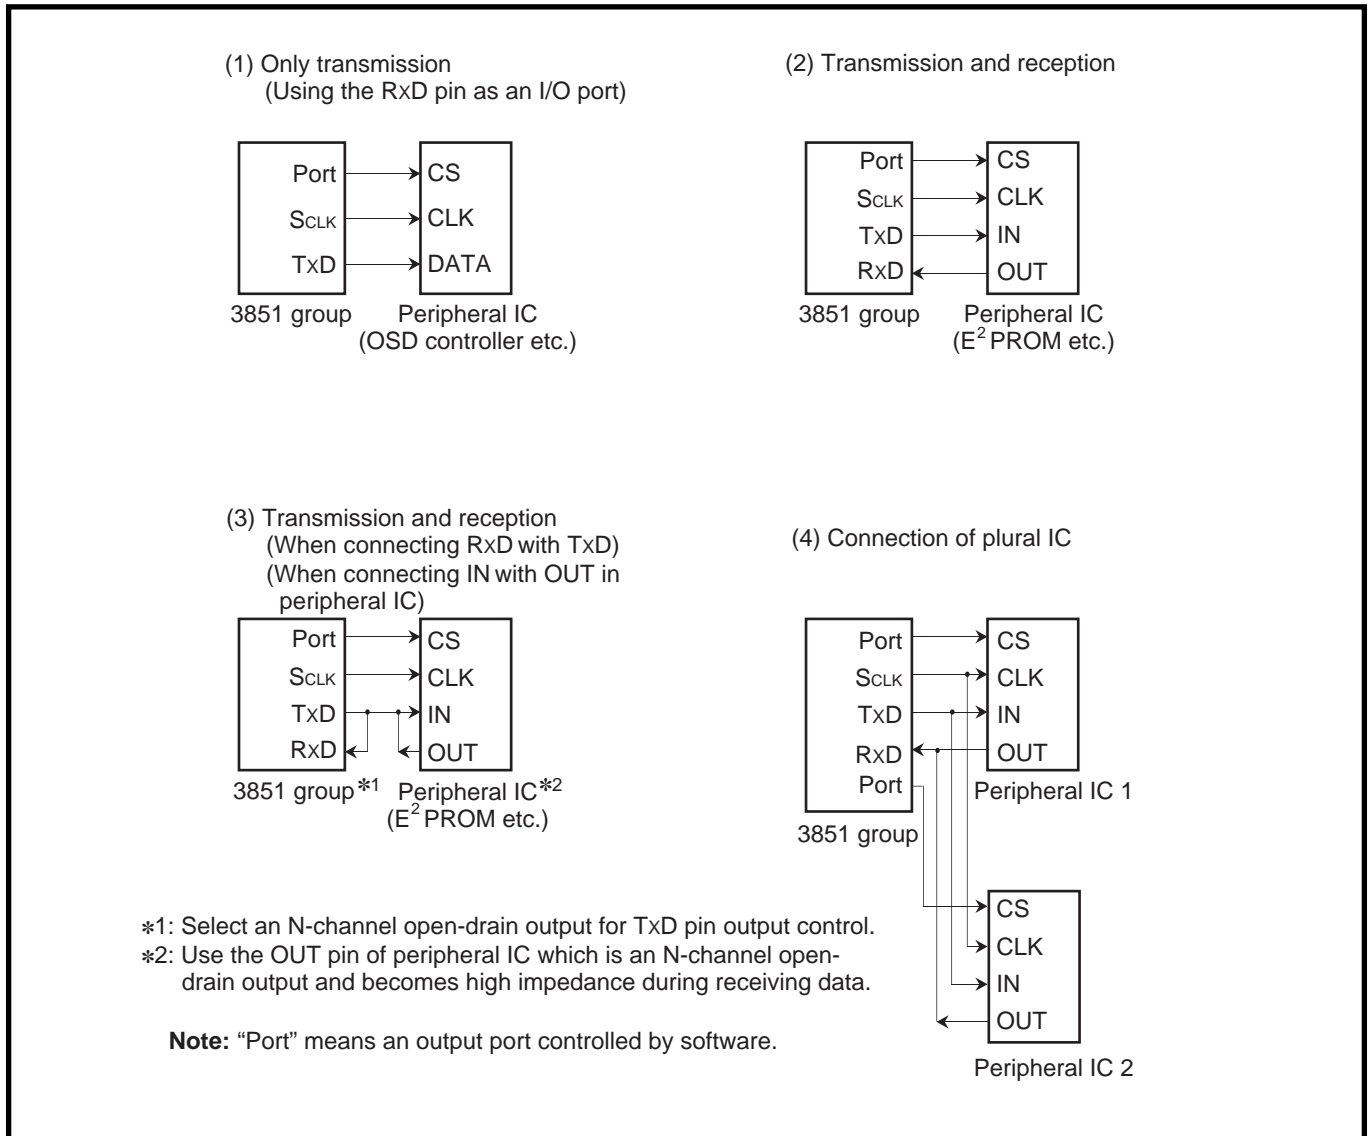 (1) Only transmission
(Using the RxD pin as an I/O port)
Port
SCLK
TxD
CS
CLK
DATA
3851 group
Peripheral IC
(OSD controller etc.)
(2) Transmission and reception
Port
SCLK
TxD
RxD
CS
CLK
IN
OUT
3851 group
Peripheral IC
(E² PROM etc.)
(3) Transmission and reception
(When connecting RxD with TxD)
(When connecting IN with OUT in
peripheral IC)
Port
SCLK
TxD
RxD
CS
CLK
IN
OUT
3851 group*1
Peripheral IC*2
(E² PROM etc.)
(4) Connection of plural IC
Port
SCLK
TxD
RxD
Port
CS
CLK
IN
OUT
3851 group
Peripheral IC 1
CS
CLK
IN
OUT
Peripheral IC 2
*1: Select an N-channel open-drain output for TxD pin output control.
*2: Use the OUT pin of peripheral IC which is an N-channel open-
drain output and becomes high impedance during receiving data.
Note: “Port” means an output port controlled by software.